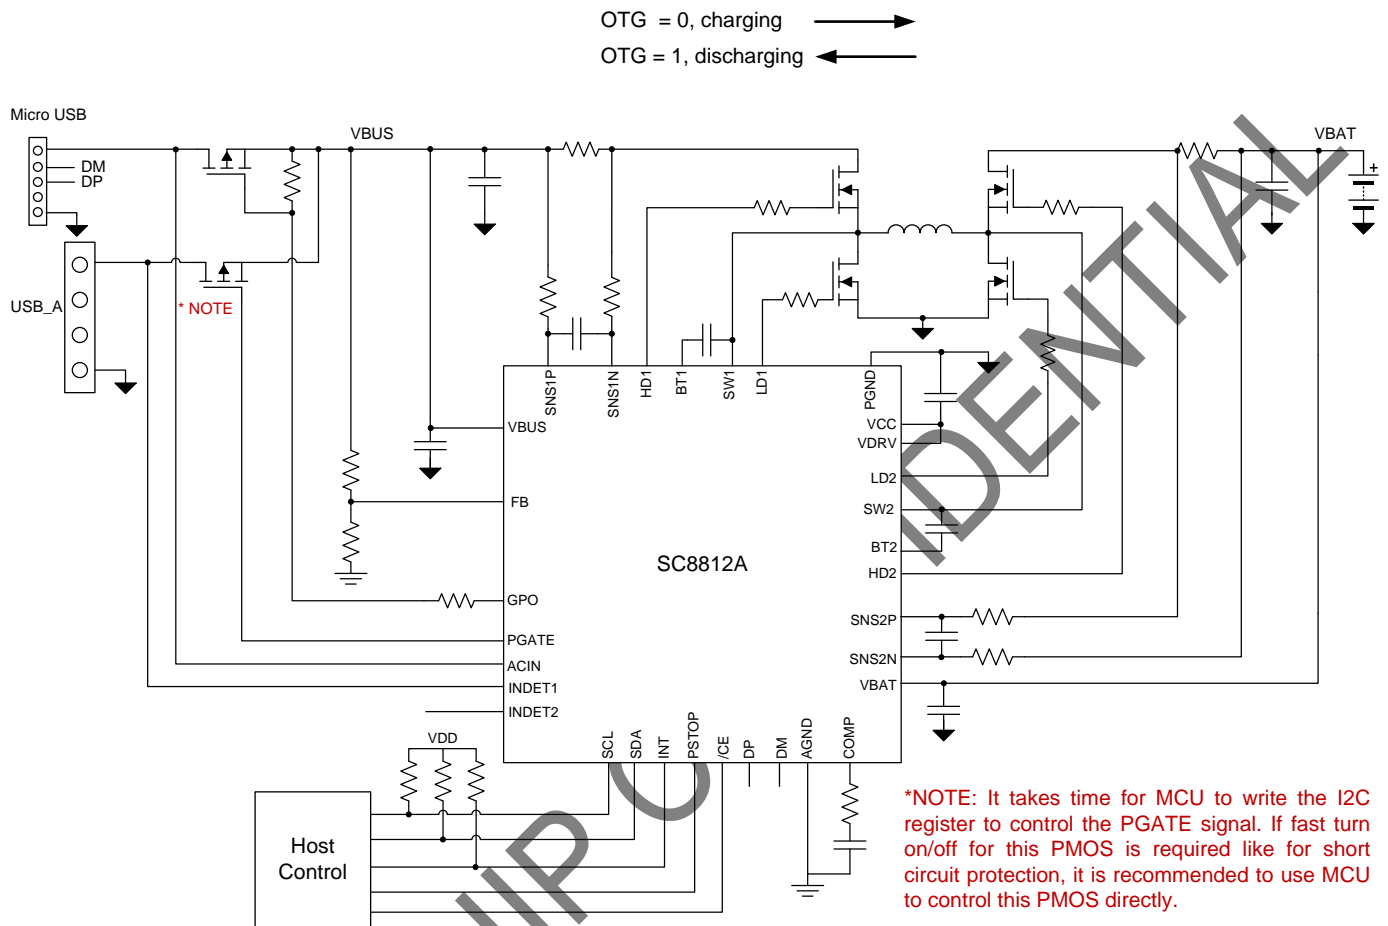 OTG = 0, charging
OTG = 1, discharging
Micro USB
DM
DP
VBUS
VBAT
+
USB_A
* NOTE
SNS1P
SNS1N
HD1
BT1
SW1
LD1
PGND
VBUS
FB
GPO
PGATE
ACIN
INDET1
INDET2
SC8812A
VCC
VDRV
LD2
SW2
BT2
HD2
SNS2P
SNS2N
VBAT
SCL
SDA
INT
PSTOP
/CE
DP
DM
AGND
COMP
VDD
Host
Control
*NOTE: It takes time for MCU to write the I2C
register to control the PGATE signal. If fast turn
on/off for this PMOS is required like for short
circuit protection, it is recommended to use MCU
to control this PMOS directly.
HIP C
IDENTIAL